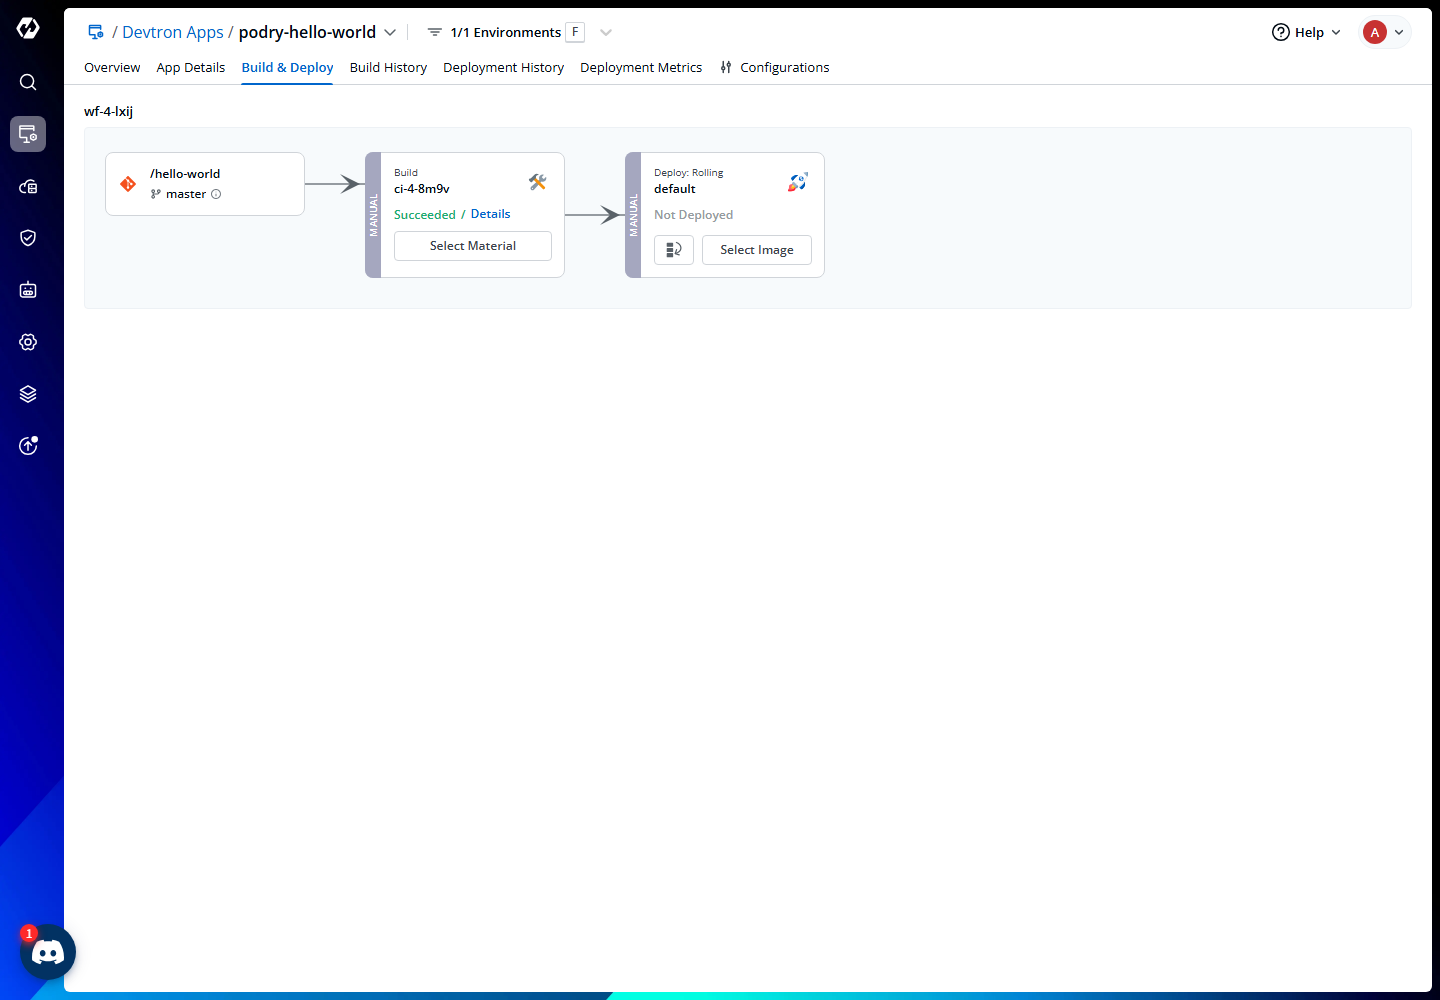 / Devtron Apps / podry-hello-world
1/1 Environments F
Help
A
Overview
App Details
Build & Deploy
Build History
Deployment History
Deployment Metrics
Configurations
wf-4-lxij
/hello-world
master
MANUAL
Build
ci-4-8m9v
Succeeded / Details
Select Material
MANUAL
Deploy: Rolling
default
Not Deployed
Select Image
1